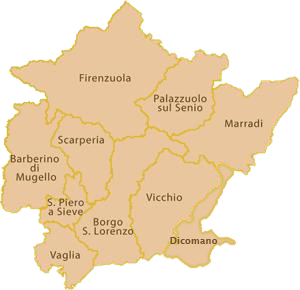 Firenzuola
Palazzuolo
sul Senio
Marradi
Scarperia
Barberino
di
Mugello
Vicchio
S. Piero
a Sieve
Borgo
S. Lorenzo
Dicomano
Vaglia